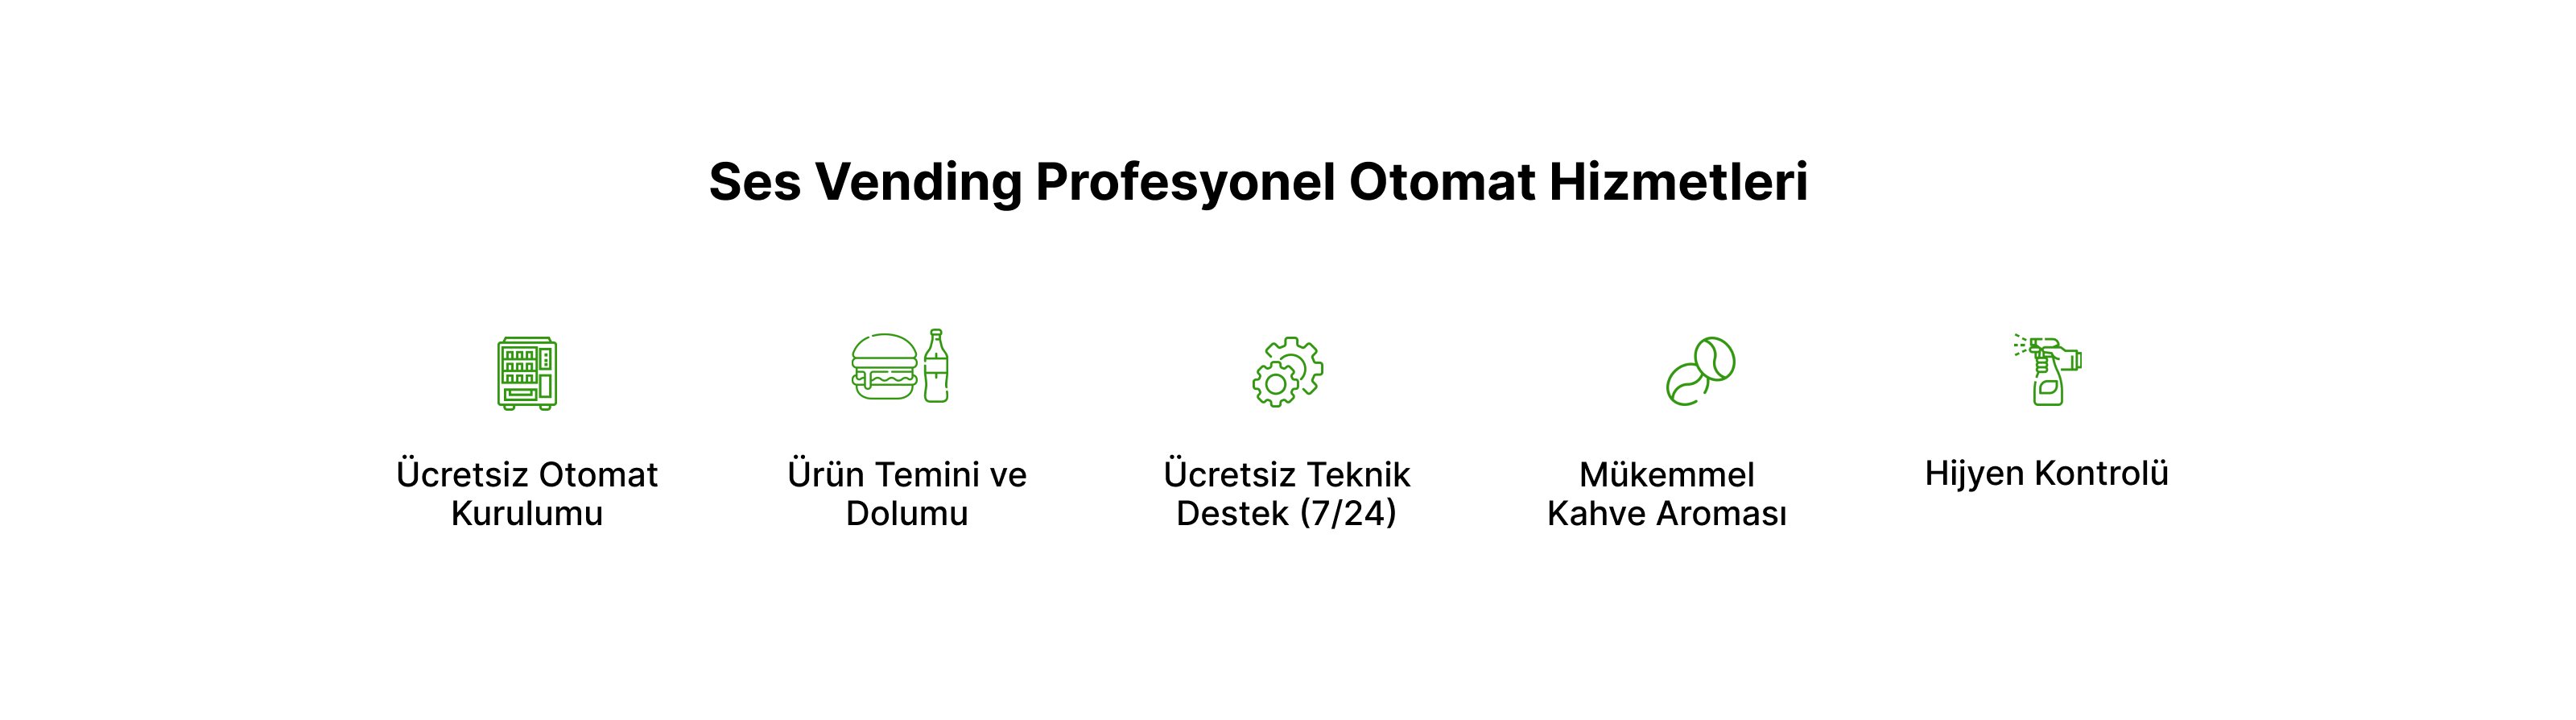 Ses Vending Profesyonel Otomat Hizmetleri
Ücretsiz Otomat
Kurulumu
Ürün Temini ve
Dolumu
Ücretsiz Teknik
Destek (7/24)
Mükemmel
Kahve Aroması
Hijyen Kontrolü